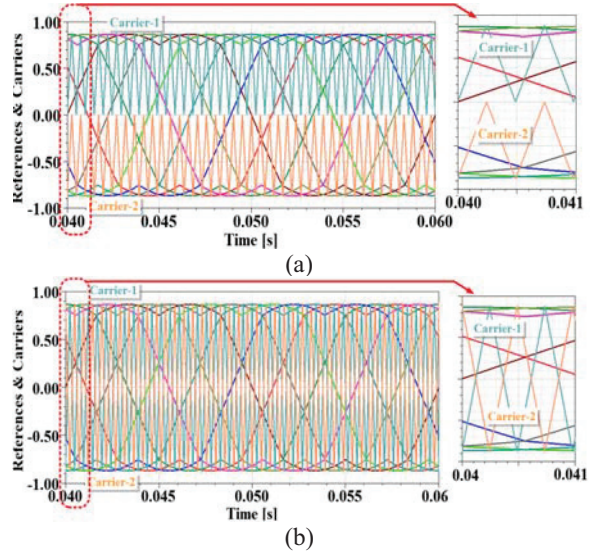 References & Carriers
1.00
0.50
0.00
-0.50
-1.00
Carrier-1
Carrier-2
0.040
0.045
0.050
0.055
0.060
Time [s]
Carrier-1
Carrier-2
0.040
0.041
(a)
References & Carriers
1.00
0.50
0.00
-0.50
-1.00
Carrier-1
Carrier-2
0.040
0.045
0.050
0.055
0.06
Time [s]
Carrier-1
Carrier-2
0.04
0.041
(b)